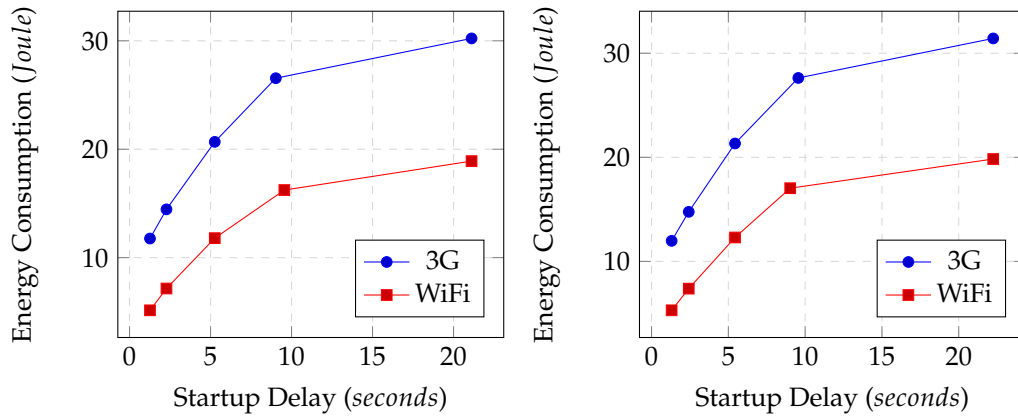 Energy Consumption (Joule)
30
20
10
3G
WiFi
0 5 10 15 20
Startup Delay (seconds)
Energy Consumption (Joule)
30
20
10
3G
WiFi
0 5 10 15 20
Startup Delay (seconds)